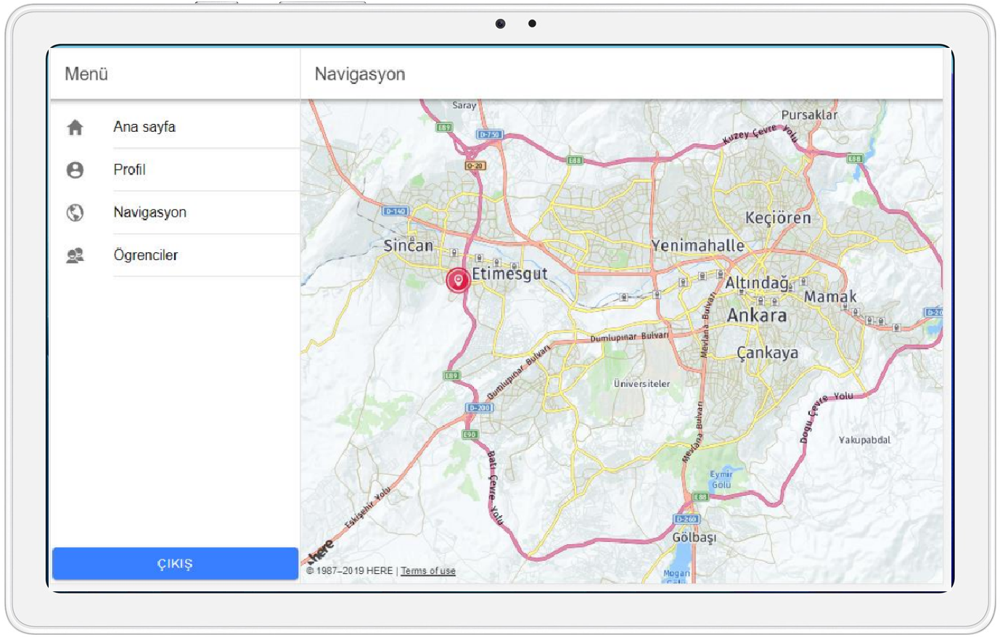 Menü
Navigasyon
Ana sayfa
Profil
Navigasyon
Ögrenciler
ÇIKIŞ
Saray
Pursaklar
E89
D-750
Kuzey Çevre Yolu
E88
E88
O-20
D-140
Keçiören
Sincan
Yenimahalle
Etimesgut
Altındağ
Mamak
Mevlana Bulvarı
D-20
Ankara
Dumlupınar Bulvarı
Çankaya
Dumlupınar Bulvarı
E89
Üniversiteler
D-200
Doğu Çevre Yolu
E90
Mevlana Bulvarı
Yakupabdal
Batı Çevre Yolu
Eymir
Gölü
E88
Eskişehir Yolu
D-260
Gölbaşı
here
© 1987–2019 HERE | Terms of use
Mogan
Gölü